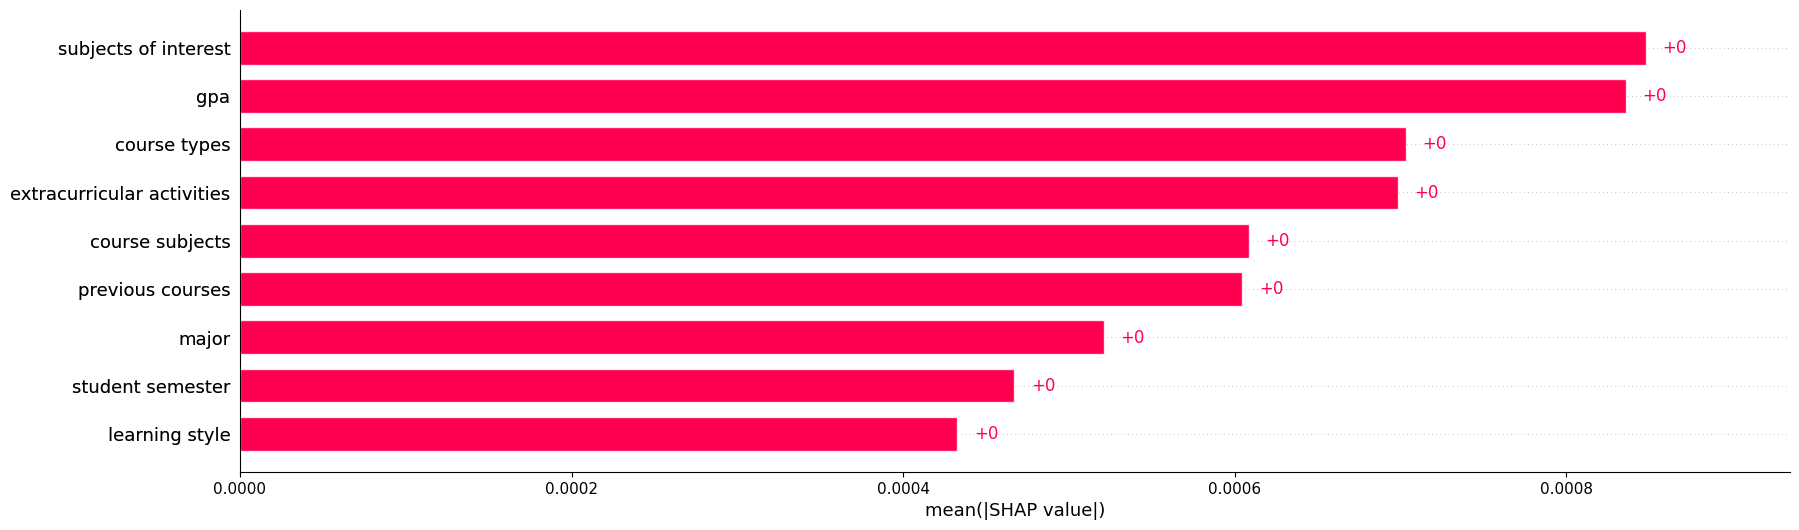 subjects of interest +0
gpa +0
course types +0
extracurricular activities +0
course subjects +0
previous courses +0
major +0
student semester +0
learning style +0
0.0000 0.0002 0.0004 0.0006 0.0008
mean(|SHAP value|)